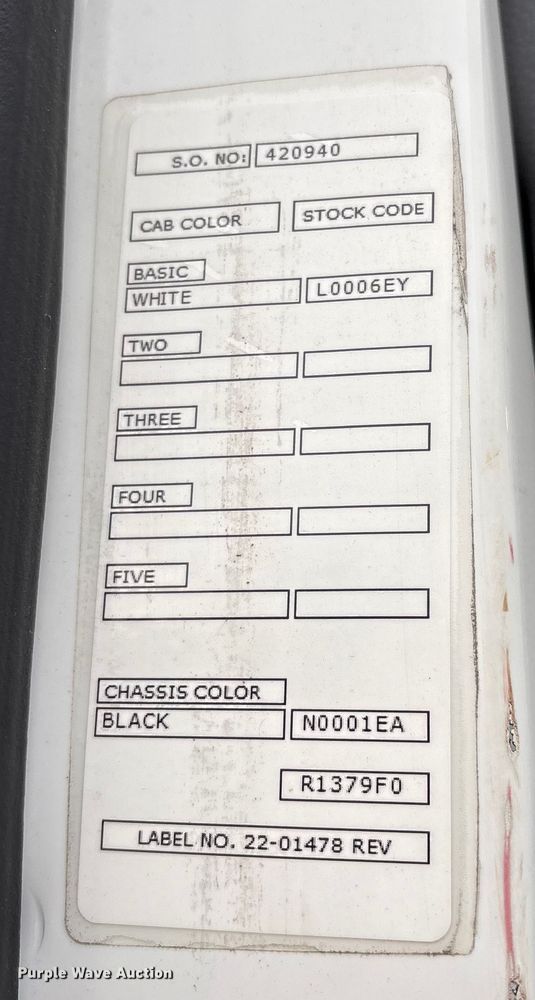 S.O. NO: 420940
CAB COLOR STOCK CODE
BASIC
WHITE L0006EY
TWO
THREE
FOUR
FIVE
CHASSIS COLOR
BLACK N0001EA
R1379F0
LABEL NO. 22-01478 REV
Purple Wave Auction